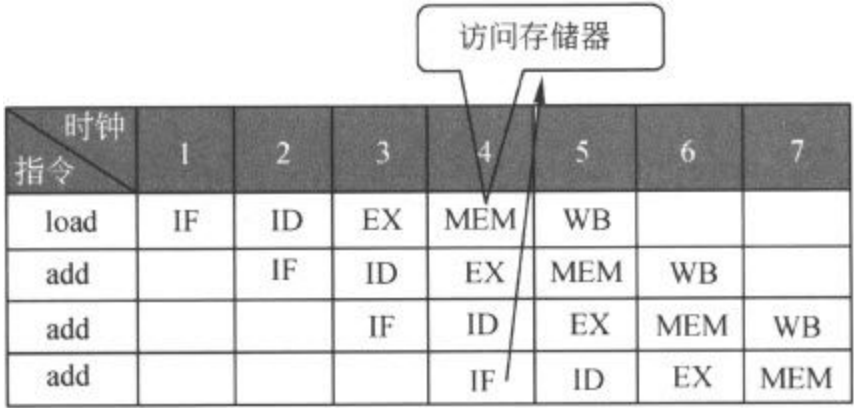 访问存储器
时钟
指令 1 2 3 4 5 6 7
load IF ID EX MEM WB
add IF ID EX MEM WB
add IF ID EX MEM WB
add IF ID EX MEM